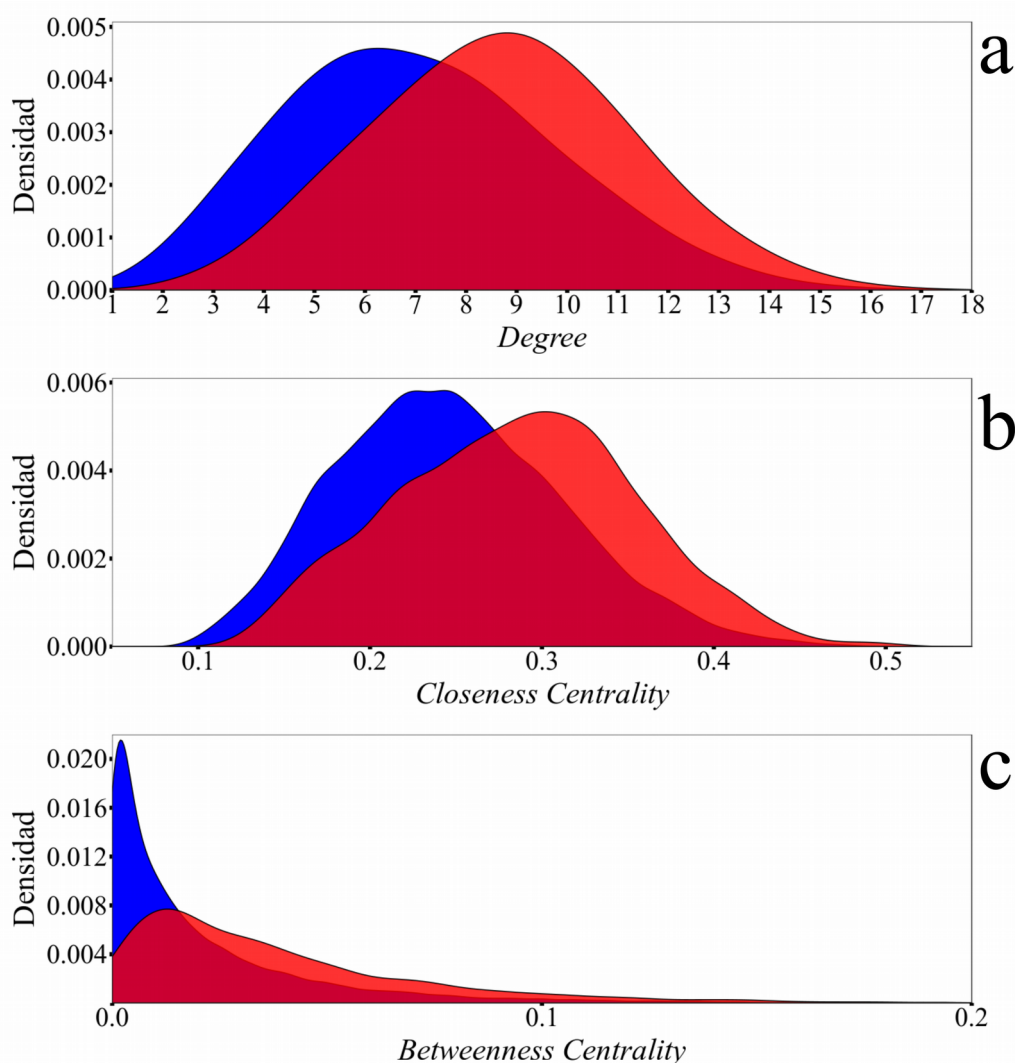 a
Densidad
0.005
0.004
0.003
0.002
0.001
0.000
1 2 3 4 5 6 7 8 9 10 11 12 13 14 15 16 17 18
Degree
b
Densidad
0.006
0.004
0.002
0.000
0.1 0.2 0.3 0.4 0.5
Closeness Centrality
c
Densidad
0.020
0.016
0.012
0.008
0.004
0.0 0.1 0.2
Betweenness Centrality